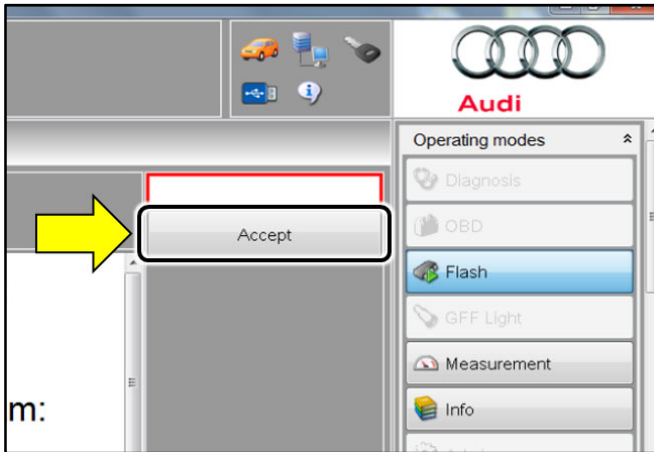 Audi
Operating modes
Diagnosis
OBD
Accept
Flash
GFF Light
Measurement
m:
Info